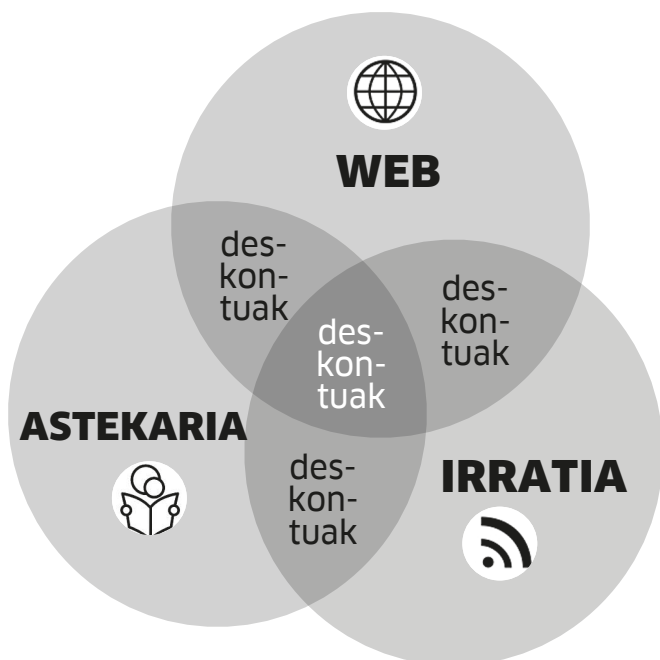 WEB
des-
kon-
tuak
des-
kon-
tuak
des-
kon-
tuak
ASTEKARIA
des-
kon-
tuak
IRRATIA